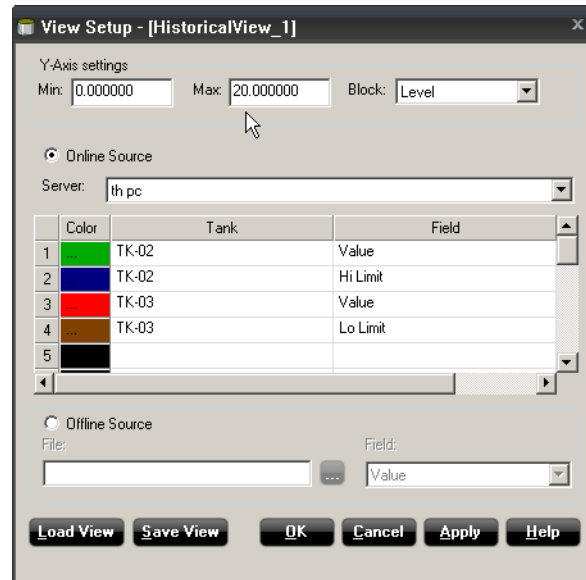 View Setup - [HistoricalView_1] x
Y-Axis settings
Min: 0.000000 Max: 20.000000 Block: Level
Online Source
Server: th pc
Color Tank Field
1 ... TK-02 Value
2 TK-02 Hi Limit
3 ... TK-03 Value
4 ... TK-03 Lo Limit
5
Offline Source
File: Field:
... Value
Load View Save View OK Cancel Apply Help